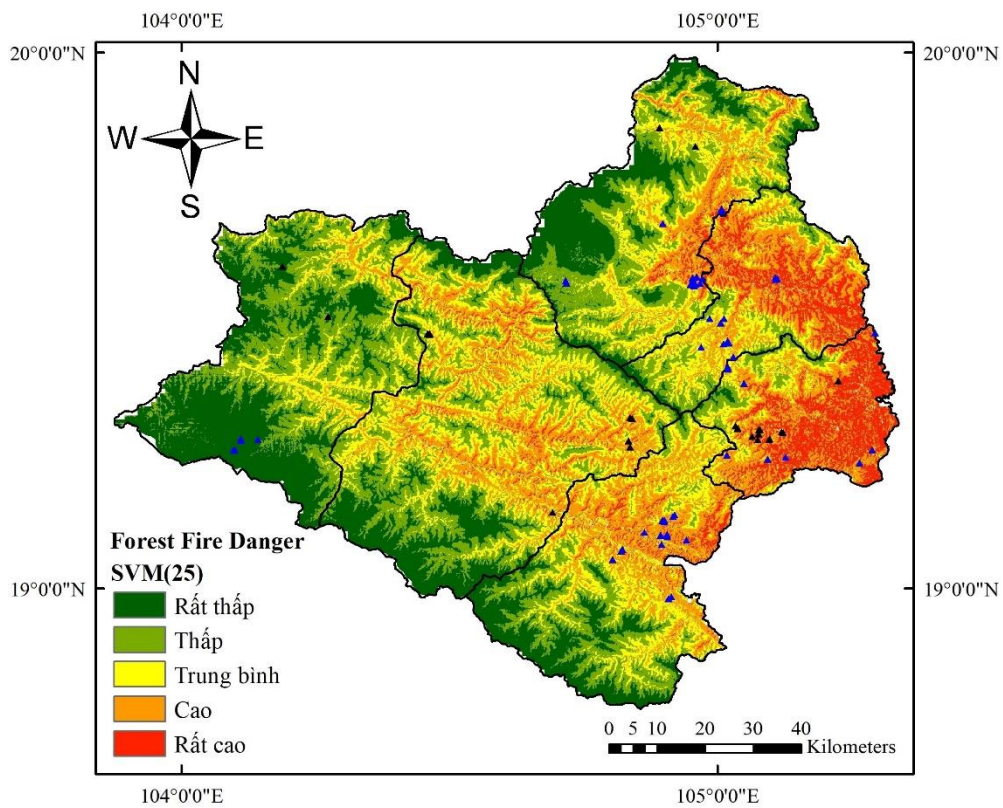 104°0'0"E 105°0'0"E
20°0'0"N 20°0'0"N
N
W E
S
Forest Fire Danger
SVM(25)
Rất thấp
Thấp
Trung bình
Cao
Rất cao
19°0'0"N 19°0'0"N
0 5 10 20 30 40
Kilometers
104°0'0"E 105°0'0"E